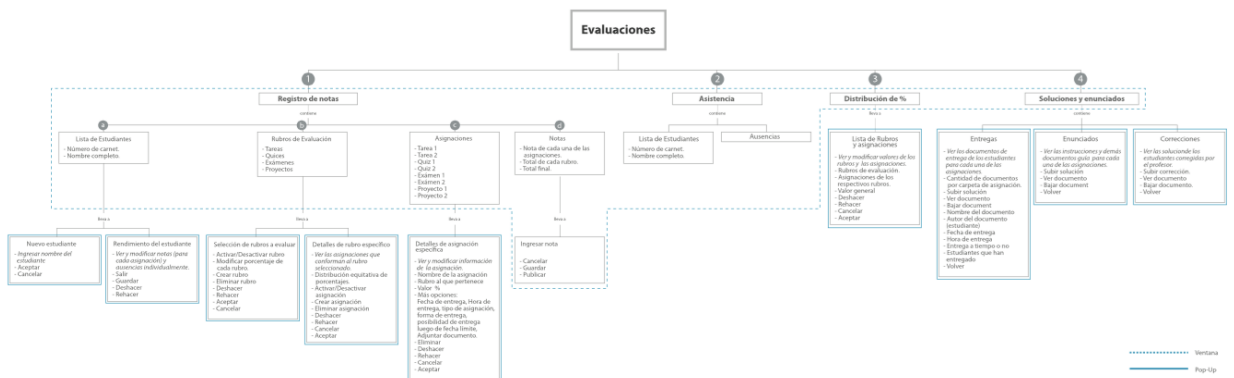 Evaluaciones
1
2
3
4
Registro de notas
Asistencia
Distribución de %
Soluciones y enunciados
contiene
contiene
lleva a
contiene
a
b
c
d
Lista de Estudiantes
- Número de carnet.
- Nombre completo.
Rubros de Evaluación
- Tareas
- Quices
- Exámenes
- Proyectos
Asignaciones
- Tarea 1
- Tarea 2
- Quiz 1
- Quiz 2
- Exámen 1
- Exámen 2
- Proyecto 1
- Proyecto 2
Notas
- Nota de cada una de las
asignaciones.
- Total de cada rubro.
- Total final.
Lista de Estudiantes
- Número de carnet.
- Nombre completo.
Ausencias
Lista de Rubros
y asignaciones
- Ver y modificar valores de los
rubros y las asignaciones.
- Rubros de evaluación
- Asignaciones de los
respectivos rubros.
- Valor general
- Deshacer
- Rehacer
- Cancelar
- Aceptar
Entregas
- Ver los documentos de
entrega de los estudiantes
para cada una de las
asignaciones.
- Cantidad de documentos
por carpeta de asignación.
- Subir solución
- Ver documento
- Bajar document
- Nombre del documento
- Autor del documento
(estudiante)
- Fecha de entrega
- Hora de entrega
- Entrega a tiempo o no
- Estudiantes que han
entregado
- Volver
Enunciados
- Ver las instrucciones y demás
documentos guía para cada
una de las asignaciones.
- Subir solución
- Ver documento
- Bajar document
- Volver
Correcciones
- Ver las solucionde los
estudiantes corregidas por
el profesor.
- Subir corrección.
- Ver documento
- Bajar documento.
- Volver
lleva a
lleva a
lleva a
lleva a
Nuevo estudiante
- Ingresar nombre del
estudiante
- Aceptar
- Cancelar
Rendimiento del estudiante
- Ver y modificar notas (para
cada asignación) y
ausencias individualmente.
- Salir
- Guardar
- Deshacer
- Rehacer
Selección de rubros a evaluar
- Activar/Desactivar rubro
- Modificar porcentaje de
cada rubro
- Crear rubro
- Eliminar rubro
- Deshacer
- Rehacer
- Aceptar
- Cancelar
Detalles de rubro específico
- Ver las asignaciones que
conforman al rubro
seleccionado.
- Distribución equitativa de
porcentajes
- Activar/Desactivar
asignación
- Crear asignación
- Eliminar asignación
- Deshacer
- Rehacer
- Cancelar
- Aceptar
Detalles de asignación
específica
- Ver y modificar información
de la asignación.
- Nombre de la asignación
- Rubro al que pertenece
- Valor %
- Más opciones:
Fecha de entrega, Hora de
entrega, tipo de asignación,
forma de entrega,
posibilidad de entrega
luego de fecha límite,
Adjuntar documento.
- Eliminar
- Deshacer
- Rehacer
- Cancelar
- Aceptar
Ingresar nota
- Cancelar
- Guardar
- Publicar
Ventana
Pop-Up